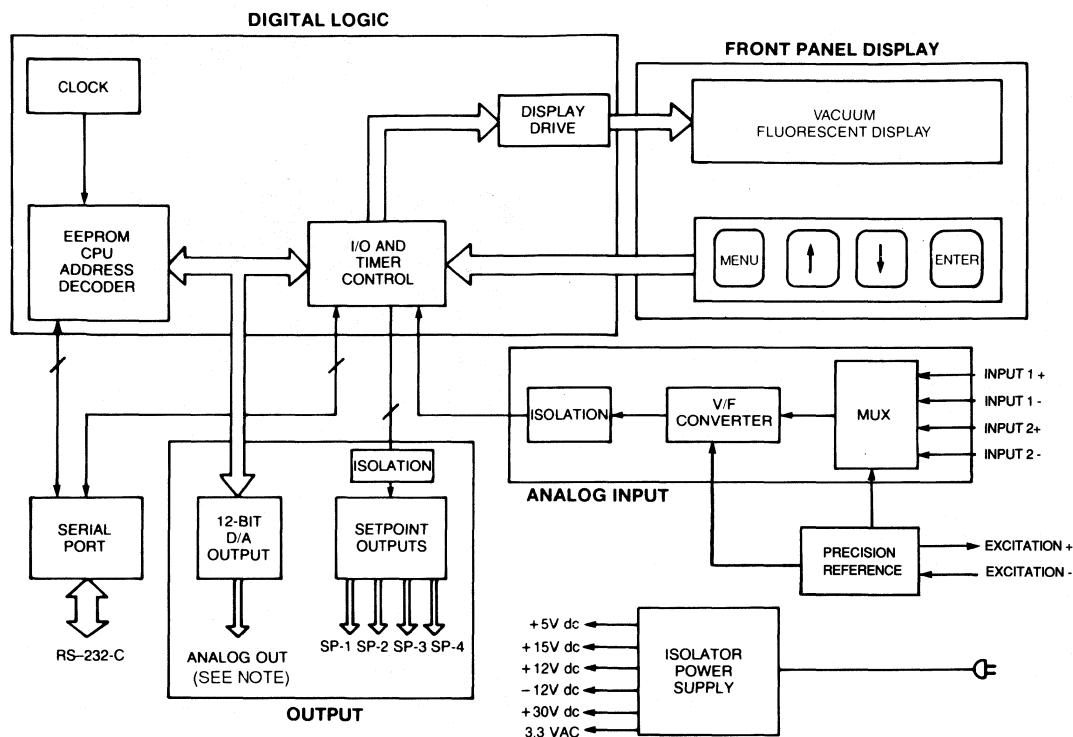 DIGITAL LOGIC
CLOCK
EEPROM
CPU
ADDRESS
DECODER
I/O AND
TIMER
CONTROL
DISPLAY
DRIVE
FRONT PANEL DISPLAY
VACUUM
FLUORESCENT DISPLAY
MENU
ENTER
ISOLATION
V/F
CONVERTER
MUX
INPUT 1 +
INPUT 1 -
INPUT 2+
INPUT 2 -
ANALOG INPUT
PRECISION
REFERENCE
EXCITATION +
EXCITATION -
SERIAL
PORT
RS-232-C
12-BIT
D/A
OUTPUT
ANALOG OUT
(SEE NOTE)
ISOLATION
SETPOINT
OUTPUTS
SP-1 SP-2 SP-3 SP-4
OUTPUT
+5V dc
+15V dc
+12V dc
-12V dc
+30V dc
3.3 VAC
ISOLATOR
POWER
SUPPLY